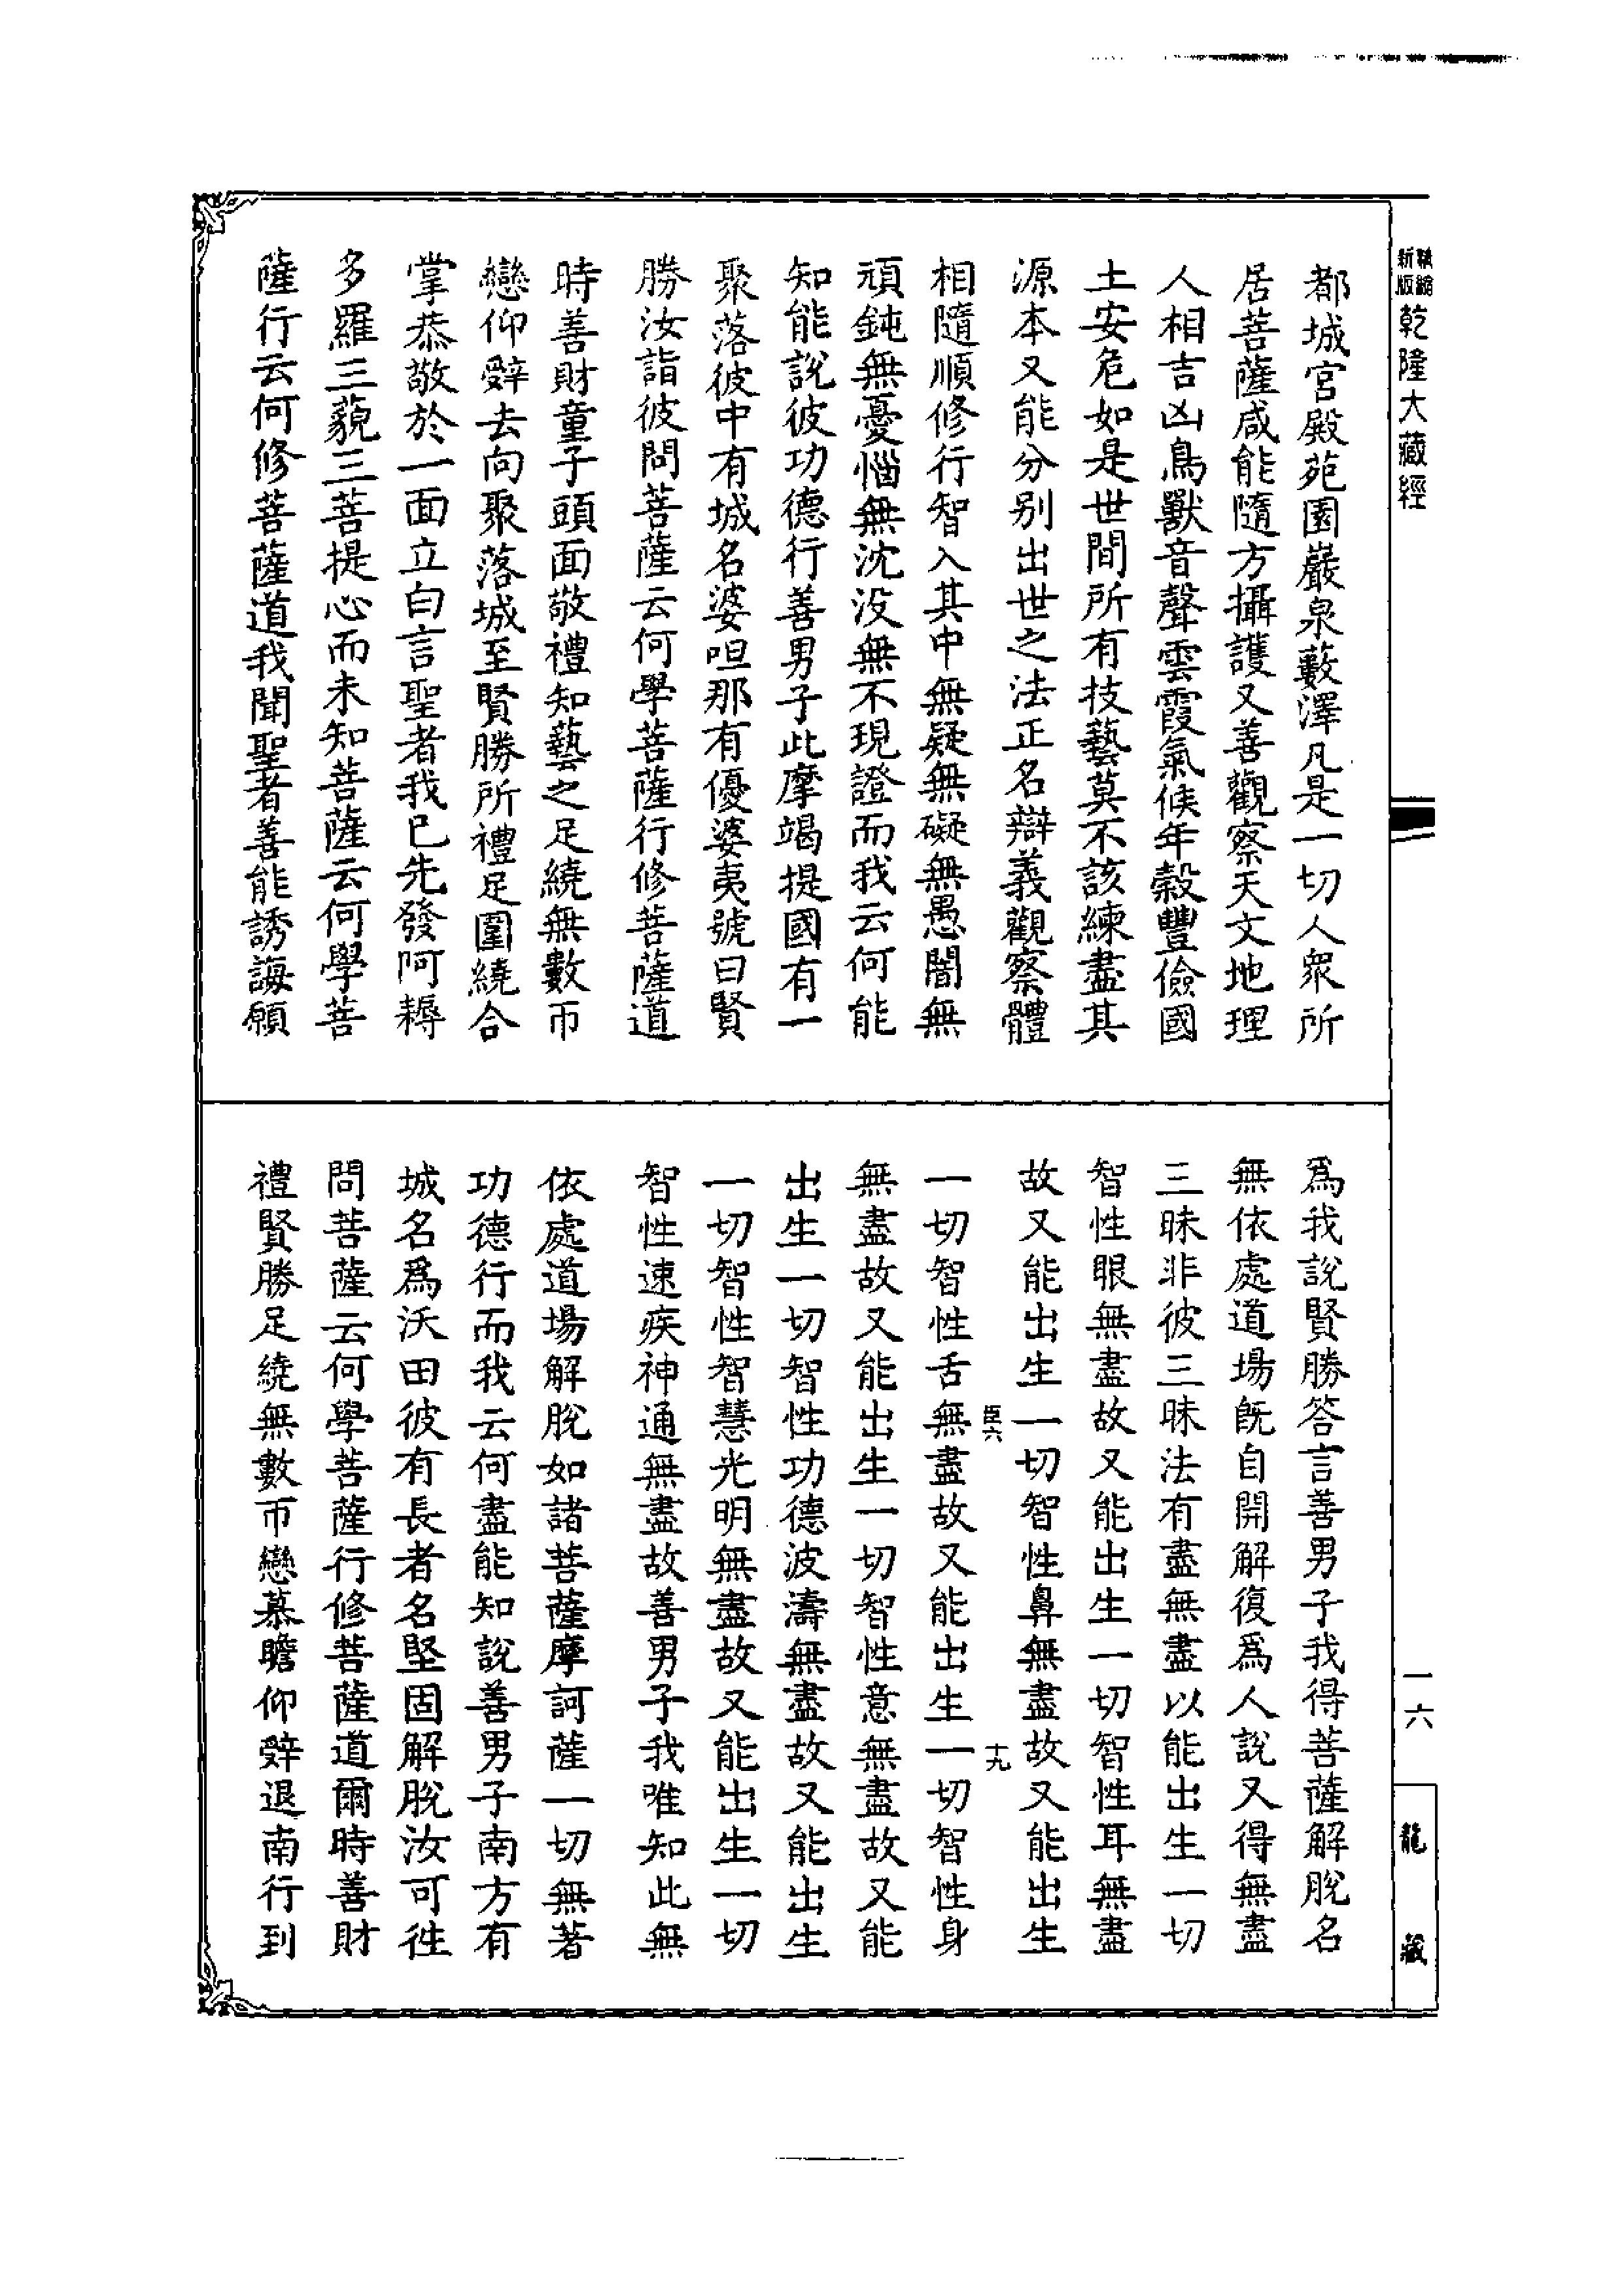 新版
精縮
乾隆大藏經
一六
龍藏
都城宮殿苑園巖泉藪澤凡是一切人衆所
居菩薩咸能隨方攝護又善觀察天文地理
人相吉凶鳥獸音聲雲霞氣候年穀豐儉國
土安危如是世間所有技藝莫不該練盡其
源本又能分别出世之法正名辯義觀察體
相隨順修行智入其中無疑無礙無愚闇無
頑鈍無憂惱無沈没無不現證而我云何能
知能說彼功德行善男子此摩竭提國有一
聚落彼中有城名婆呾那有優婆夷號曰賢
勝汝詣彼問菩薩云何學菩薩行修菩薩道
時善財童子頭面敬禮知藝之足繞無數帀
戀仰辭去向聚落城至賢勝所禮足圍繞合
掌恭敬於一面立白言聖者我已先發阿耨
多羅三藐三菩提心而未知菩薩云何學菩
薩行云何修菩薩道我聞聖者善能誘誨願
爲我說賢勝答言善男子我得菩薩解脫名
無依處道場旣自開解復爲人說又得無盡
三昧非彼三昧法有盡無盡以能出生一切
智性眼無盡故又能出生一切智性耳無盡
故又能出生一切智性鼻無盡故又能出生
臣六
十九
一切智性舌無盡故又能出生一切智性身
無盡故又能出生一切智性意無盡故又能
出生一切智性功德波濤無盡故又能出生
一切智性智慧光明無盡故又能出生一切
智性速疾神通無盡故善男子我唯知此無
依處道場解脫如諸菩薩摩訶薩一切無著
功德行而我云何盡能知說善男子南方有
城名爲沃田彼有長者名堅固解脫汝可徃
問菩薩云何學菩薩行修菩薩道爾時善財
禮賢勝足繞無數帀戀慕瞻仰辭退南行到